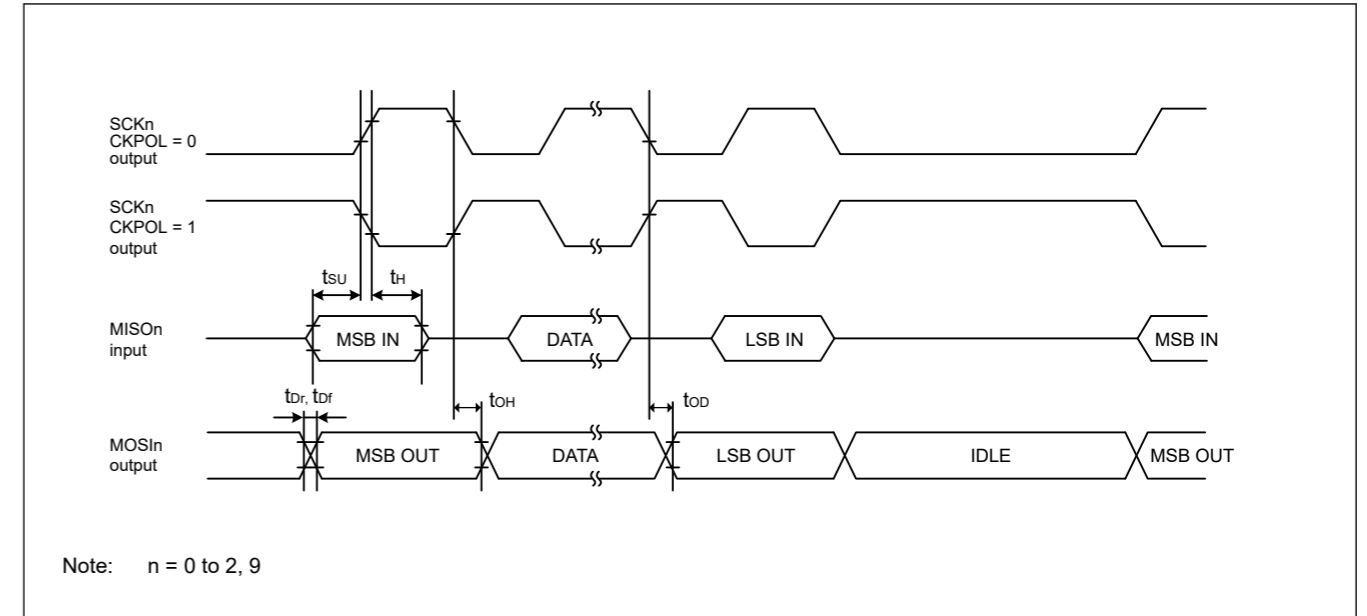 SCKn
CKPOL = 0
output
SCKn
CKPOL = 1
output
tSU
tH
MISOn
input
MSB IN
DATA
LSB IN
MSB IN
tDr, tDf
tOH
tOD
MOSIn
output
MSB OUT
DATA
LSB OUT
IDLE
MSB OUT
Note: n = 0 to 2, 9